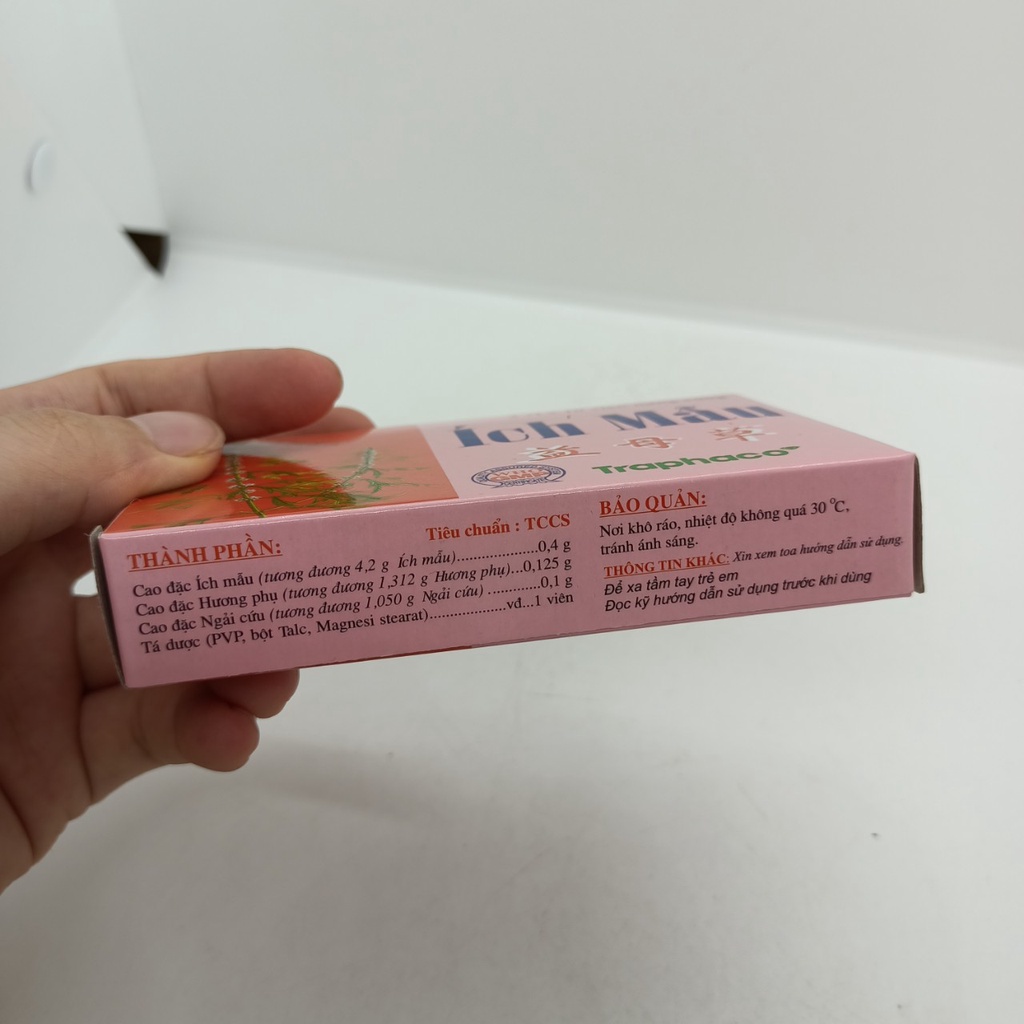 Ích Mẫu
益 母 草
Traphaco
THÀNH PHẦN:
Tiêu chuẩn : TCCS
Cao đặc Ích mẫu (tương đương 4,2 g Ích mẫu)....................0,4 g
Cao đặc Hương phụ (tương đương 1,312 g Hương phụ)...0,125 g
Cao đặc Ngải cứu (tương đương 1,050 g Ngải cứu) .............0,1 g
Tá dược (PVP, bột Talc, Magnesi stearat)...................vđ...1 viên
BẢO QUẢN:
Nơi khô ráo, nhiệt độ không quá 30 °C,
tránh ánh sáng.
THÔNG TIN KHÁC: Xin xem toa hướng dẫn sử dụng.
Để xa tầm tay trẻ em
Đọc kỹ hướng dẫn sử dụng trước khi dùng